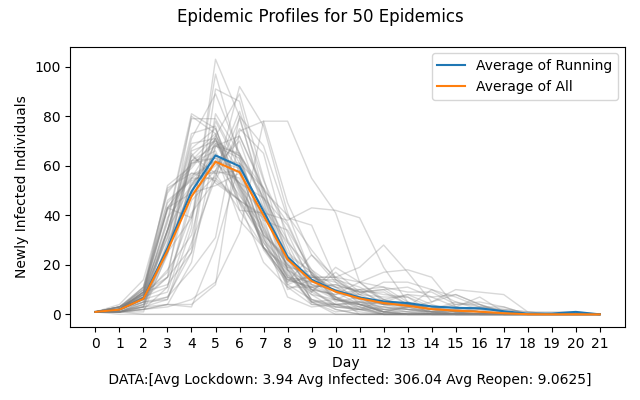 Epidemic Profiles for 50 Epidemics
Newly Infected Individuals
100
80
60
40
20
0
Average of Running
Average of All
0 1 2 3 4 5 6 7 8 9 10 11 12 13 14 15 16 17 18 19 20 21
Day
DATA:[Avg Lockdown: 3.94 Avg Infected: 306.04 Avg Reopen: 9.0625]